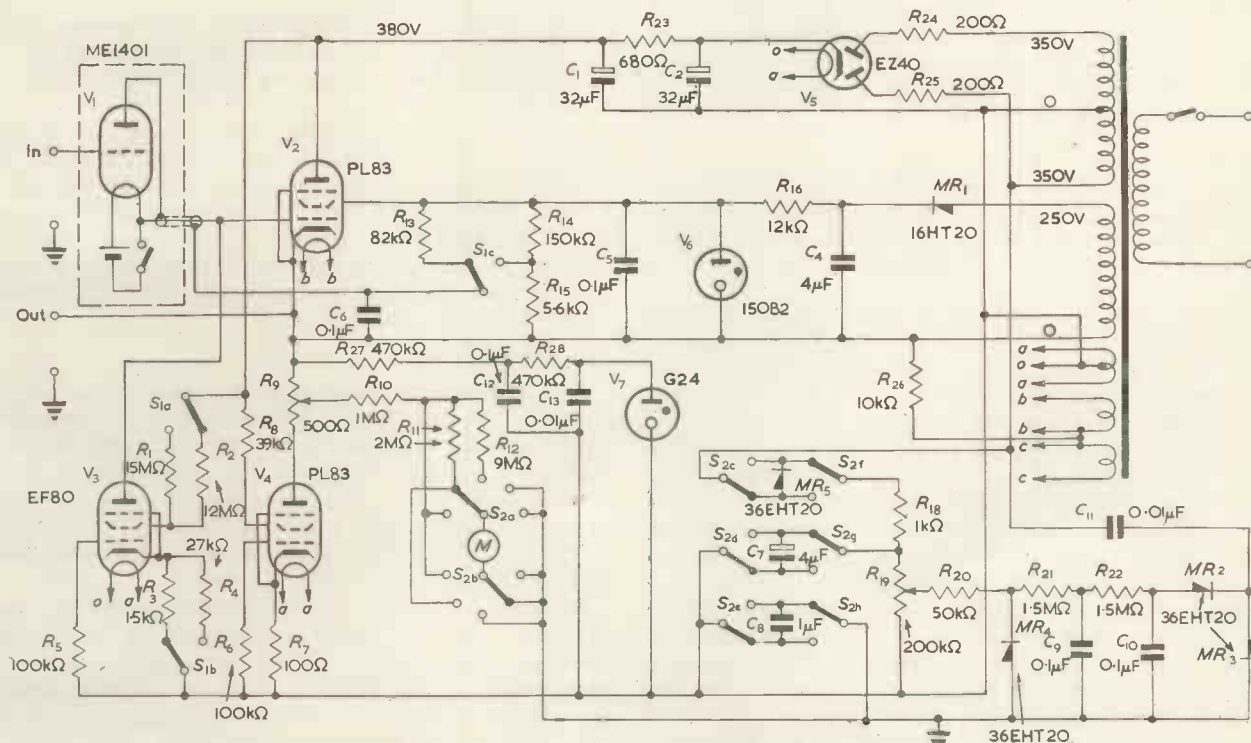 ME1401
V1
In
Out
380V
R23
680Ω
C1
32μF
C2
32μF
o
a
EZ40
V5
R24
200Ω
R25
200Ω
350V
O
350V
V2
PL83
b
b
R13
82kΩ
S1c
R14
150kΩ
R15
5·6kΩ
C5
0·1μF
V6
150B2
R16
12kΩ
C4
4μF
MR1
16HT20
250V
O
C6
0·1μF
a
o
a
b
b
c
c
R26
10kΩ
R27
470kΩ
0·1μF
C12
R28
470kΩ
C13
0·01μF
V7
G24
R9
500Ω
R10
1MΩ
R11
2MΩ
R12
9MΩ
S1a
R1
15MΩ
R2
12MΩ
R8
39kΩ
V3
EF80
V4
PL83
27kΩ
R3
1·5kΩ
R4
a
a
S1b
R5
100kΩ
R6
100kΩ
R7
100Ω
S2a
M
S2b
S2c
S2f
MR5
36EHT20
R18
1kΩ
S2d
S2g
C7
4μF
S2e
S2h
C8
1μF
R19
200kΩ
R20
50kΩ
R21
1·5MΩ
R22
1·5MΩ
MR4
36EHT20
C9
0·1μF
C10
0·1μF
C11
0·01μF
MR2
36EHT20
MR3